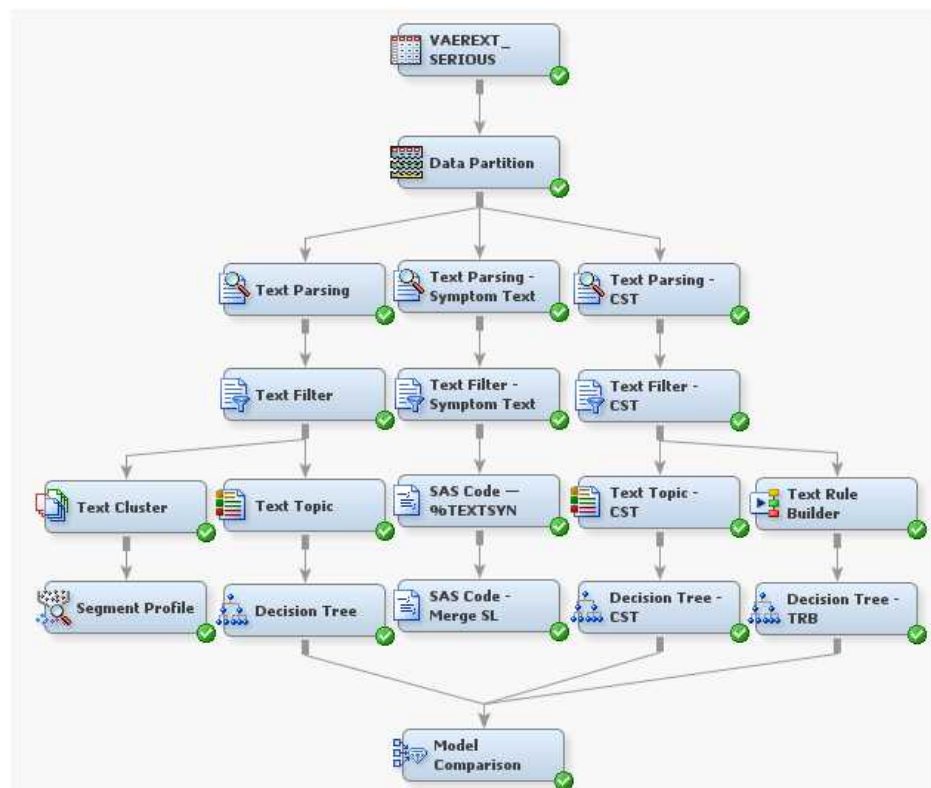 VAEREXT_
SERIOUS
Data Partition
Text Parsing
Text Parsing -
Symptom Text
Text Parsing -
CST
Text Filter
Text Filter -
Symptom Text
Text Filter -
CST
Text Cluster
Text Topic
SAS Code —
%TEXTSYN
Text Topic -
CST
Text Rule
Builder
Segment Profile
Decision Tree
SAS Code -
Merge SL
Decision Tree -
CST
Decision Tree -
TRB
Model
Comparison